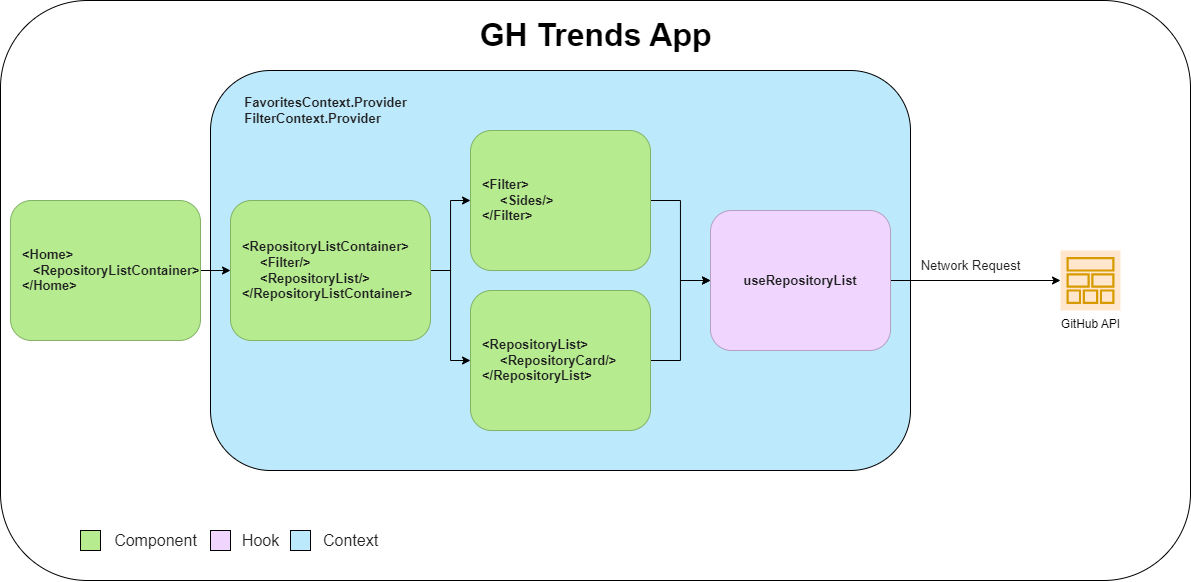 GH Trends App
FavoritesContext.Provider
FilterContext.Provider
<Home>
<RepositoryListContainer>
</Home>
<RepositoryListContainer>
<Filter/>
<RepositoryList/>
</RepositoryListContainer>
<Filter>
<Sides/>
</Filter>
<RepositoryList>
<RepositoryCard/>
</RepositoryList>
useRepositoryList
Network Request
GitHub API
Component
Hook
Context